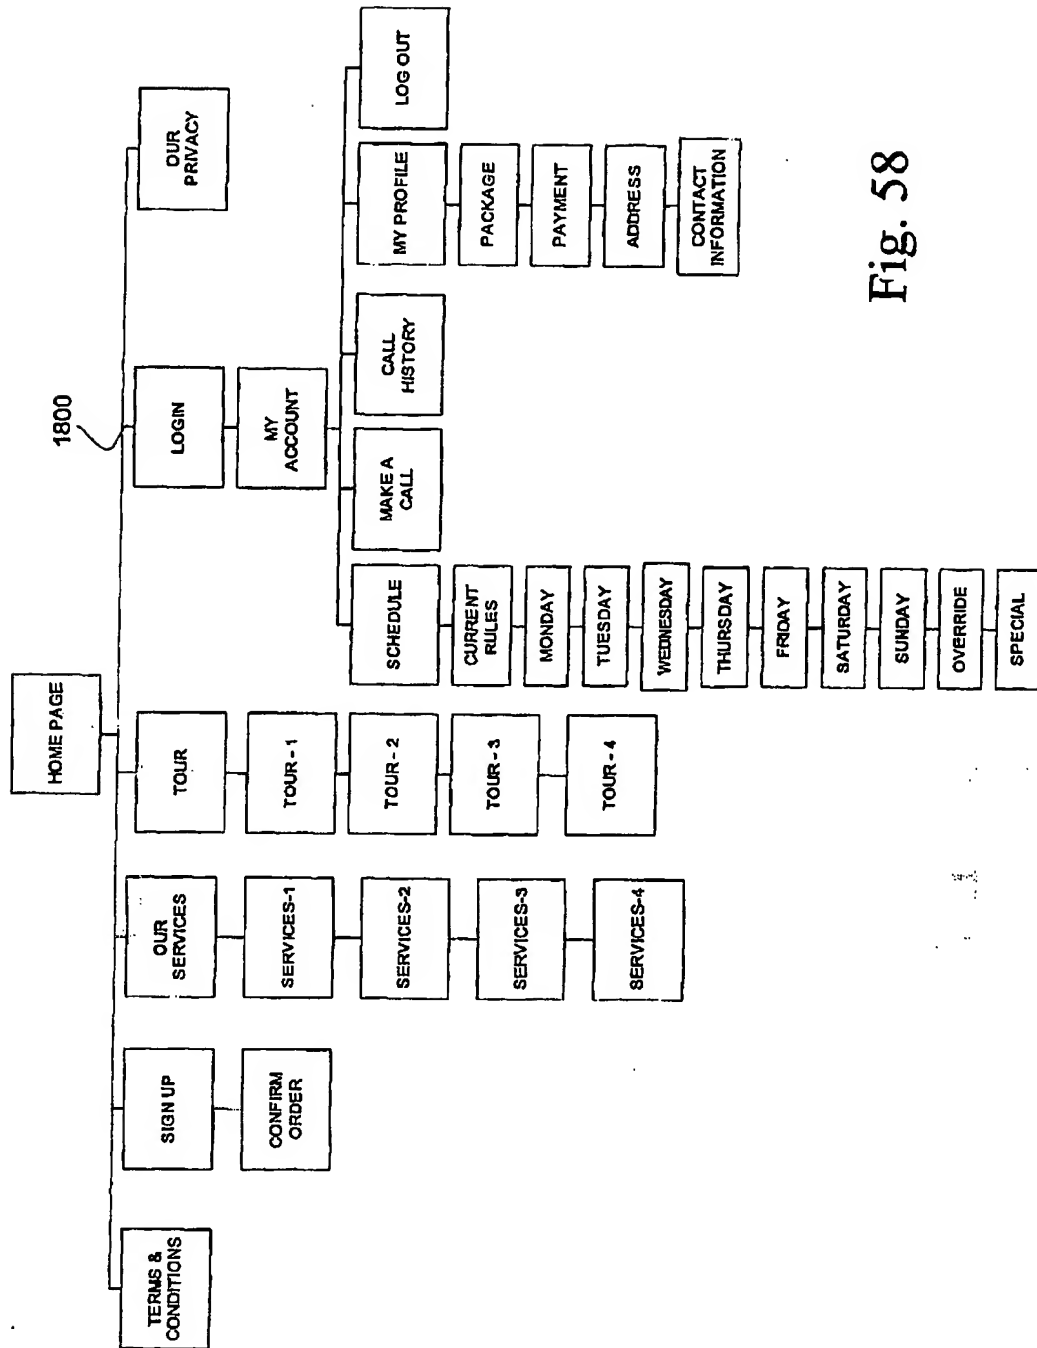 HOME PAGE
1800
TERMS &
CONDITIONS
SIGN UP
CONFIRM
ORDER
OUR
SERVICES
SERVICES-1
SERVICES-2
SERVICES-3
SERVICES-4
TOUR
TOUR - 1
TOUR - 2
TOUR - 3
TOUR - 4
LOGIN
MY
ACCOUNT
SCHEDULE
CURRENT
RULES
MONDAY
TUESDAY
WEDNESDAY
THURSDAY
FRIDAY
SATURDAY
SUNDAY
OVERRIDE
SPECIAL
MAKE A
CALL
CALL
HISTORY
MY PROFILE
PACKAGE
PAYMENT
ADDRESS
CONTACT
INFORMATION
LOG OUT
OUR
PRIVACY
Fig. 58